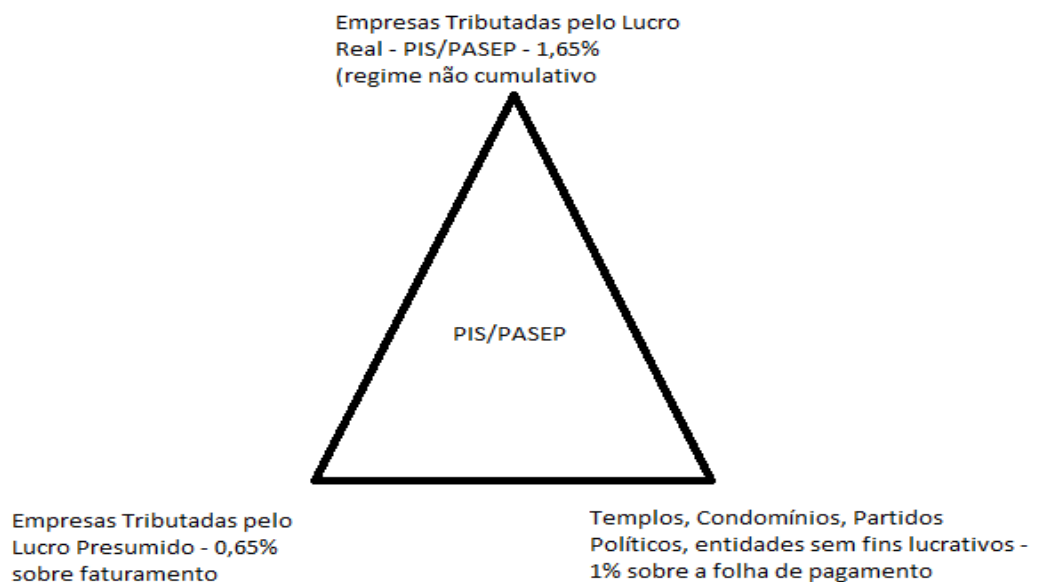 Empresas Tributadas pelo Lucro
Real - PIS/PASEP - 1,65%
(regime não cumulativo
PIS/PASEP
Empresas Tributadas pelo
Lucro Presumido - 0,65%
sobre faturamento
Templos, Condomínios, Partidos
Políticos, entidades sem fins lucrativos -
1% sobre a folha de pagamento